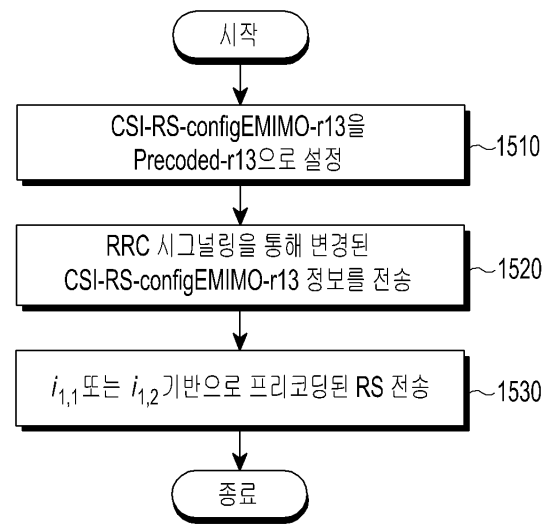 시작
CSI-RS-configEMIMO-r13을
Precoded-r13으로 설정
1510
RRC 시그널링을 통해 변경된
CSI-RS-configEMIMO-r13 정보를 전송
1520
i1,1 또는 i1,2 기반으로 프리코딩된 RS 전송
1530
종료